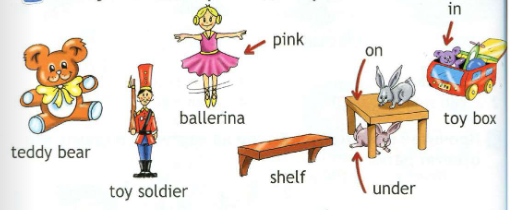 in
pink
on
ballerina
toy box
teddy bear
shelf
under
toy soldier